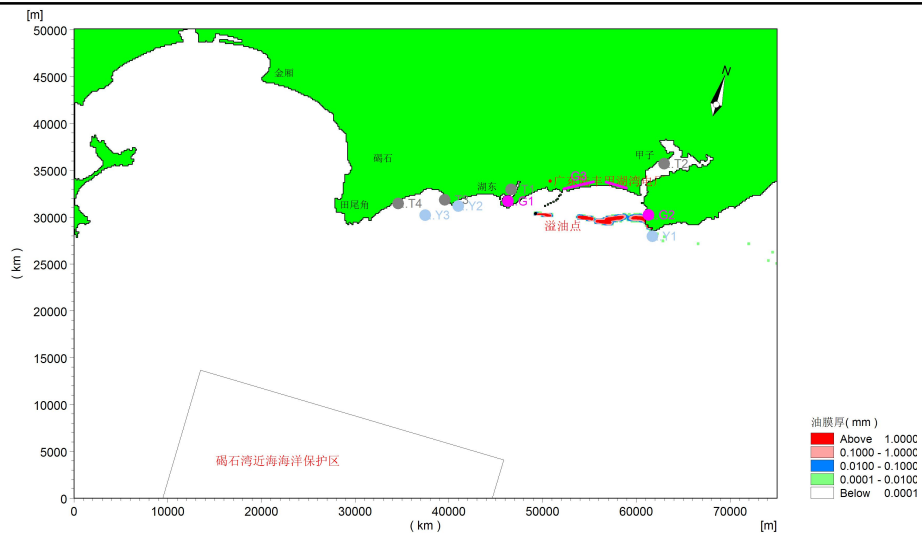 [m]
50000
45000
40000
35000
30000
25000
20000
15000
10000
5000
0
( km )
N
金厢
碣石
田尾角
湖东
甲子
.T4
.Y3
.Y2
G1
G3
.T2
G2
.Y1
溢油点
碣石湾近海海洋保护区
0
10000
20000
30000
40000
50000
60000
70000
( km )
[m]
油膜厚( mm )
Above 1.0000
0.1000 - 1.0000
0.0100 - 0.1000
0.0001 - 0.0100
Below 0.0001